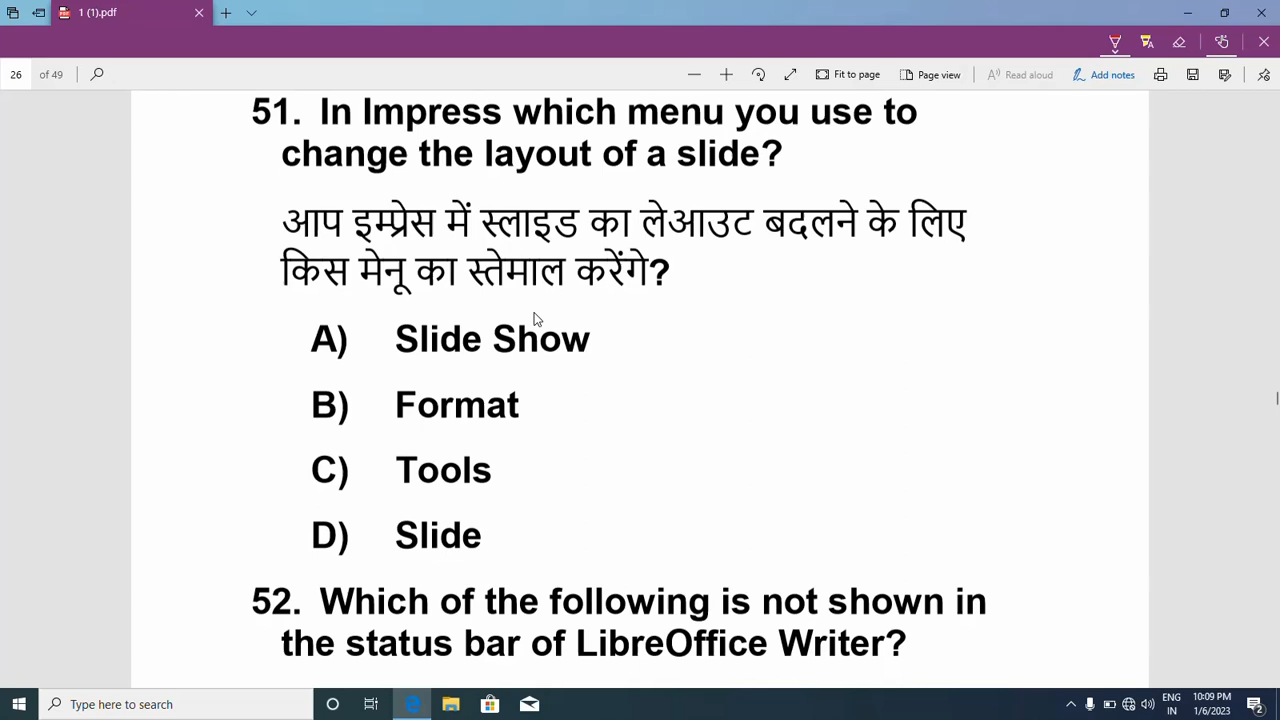 1 (1).pdf
26 of 49 Fit to page Page view Read aloud Add notes
51. In Impress which menu you use to
change the layout of a slide?
आप इम्प्रेस में स्लाइड का लेआउट बदलने के लिए
किस मेनू का स्तेमाल करेंगे?
A) Slide Show
B) Format
C) Tools
D) Slide
52. Which of the following is not shown in
the status bar of LibreOffice Writer?
Type here to search
ENG 10:09 PM
IN 1/6/2023
2